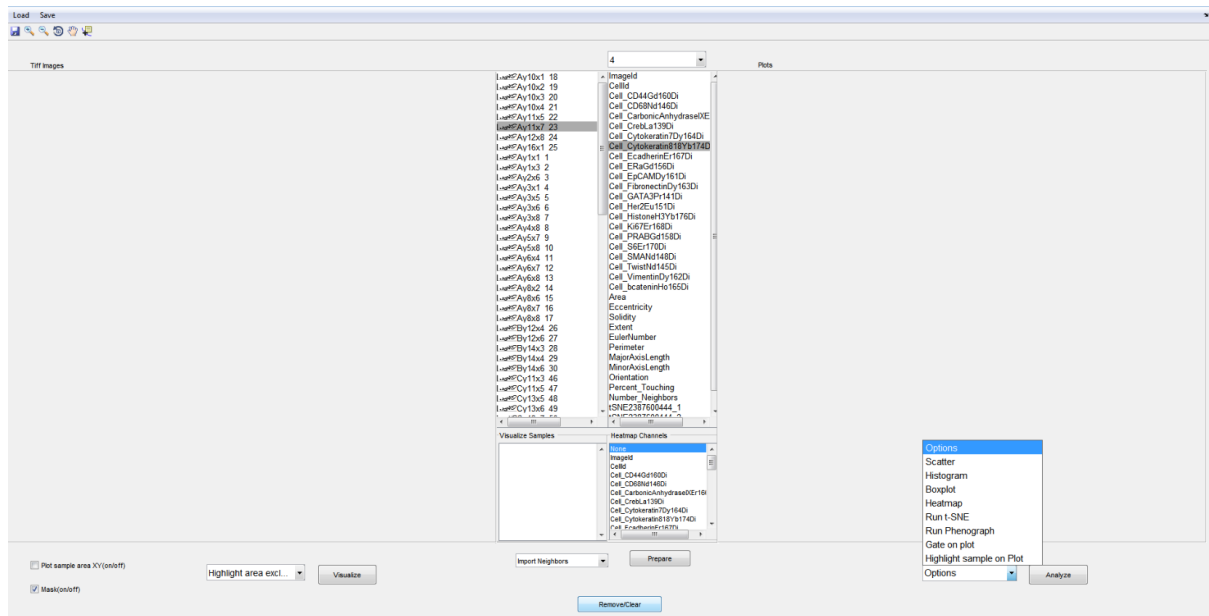 Load Save
Tiff Images
4
Plots
Ay10x1 18
Ay10x2 19
Ay10x3 20
Ay10x4 21
Ay11x5 22
Ay11x7 23
Ay12x8 24
Ay16x1 25
Ay1x1 1
Ay1x3 2
Ay2x6 3
Ay3x1 4
Ay3x5 5
Ay3x6 6
Ay3x8 7
Ay4x8 8
Ay5x7 9
Ay5x8 10
Ay6x4 11
Ay6x7 12
Ay6x8 13
Ay8x2 14
Ay8x6 15
Ay8x7 16
Ay8x8 17
By12x4 26
By12x6 27
By14x3 28
By14x4 29
By14x6 30
Cy11x3 46
Cy11x5 47
Cy13x5 48
Cy13x6 49
ImageId
CellId
Cell_CD44Gd160Di
Cell_CD68Nd146Di
Cell_CarbonicAnhydraseIXE
Cell_CrebLa139Di
Cell_Cytokeratin7Dy164Di
Cell_Cytokeratin818Yb174D
Cell_EcadherinEr167Di
Cell_ERaGd156Di
Cell_EpCAMDy161Di
Cell_FibronectinDy163Di
Cell_GATA3Pr141Di
Cell_Her2Eu151Di
Cell_HistoneH3Yb176Di
Cell_Ki67Er168Di
Cell_PRABGd158Di
Cell_S6Er170Di
Cell_SMANd148Di
Cell_TwistNd145Di
Cell_VimentinDy162Di
Cell_bcateninHo165Di
Area
Eccentricity
Solidity
Extent
EulerNumber
Perimeter
MajorAxisLength
MinorAxisLength
Orientation
Percent_Touching
Number_Neighbors
tSNE2387600444_1
Visualize Samples
Heatmap Channels
None
ImageId
CellId
Cell_CD44Gd160Di
Cell_CD68Nd146Di
Cell_CarbonicAnhydraseIXEr16
Cell_CrebLa139Di
Cell_Cytokeratin7Dy164Di
Cell_Cytokeratin818Yb174Di
Cell_EcadherinEr167Di
Options
Scatter
Histogram
Boxplot
Heatmap
Run t-SNE
Run Phenograph
Gate on plot
Highlight sample on Plot
Plot sample area XY(on/off)
Mask(on/off)
Highlight area excl...
Visualize
Import Neighbors
Prepare
Options
Analyze
Remove/Clear